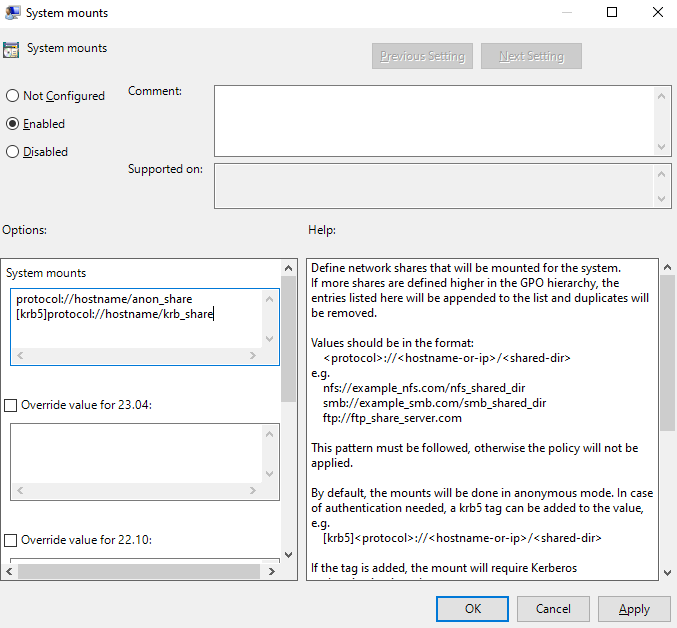 System mounts
System mounts
Previous Setting
Next Setting
Not Configured
Enabled
Disabled
Comment:
Supported on:
Options:
Help:
System mounts
protocol://hostname/anon_share
[krb5]protocol://hostname/krb_share
Override value for 23.04:
Override value for 22.10:
Define network shares that will be mounted for the system.
If more shares are defined higher in the GPO hierarchy, the
entries listed here will be appended to the list and duplicates will
be removed.
Values should be in the format:
<protocol>://<hostname-or-ip>/<shared-dir>
e.g.
nfs://example_nfs.com/nfs_shared_dir
smb://example_smb.com/smb_shared_dir
ftp://ftp_share_server.com
This pattern must be followed, otherwise the policy will not be
applied.
By default, the mounts will be done in anonymous mode. In case
of authentication needed, a krb5 tag can be added to the value,
e.g.
[krb5]<protocol>://<hostname-or-ip>/<shared-dir>
If the tag is added, the mount will require Kerberos
OK
Cancel
Apply